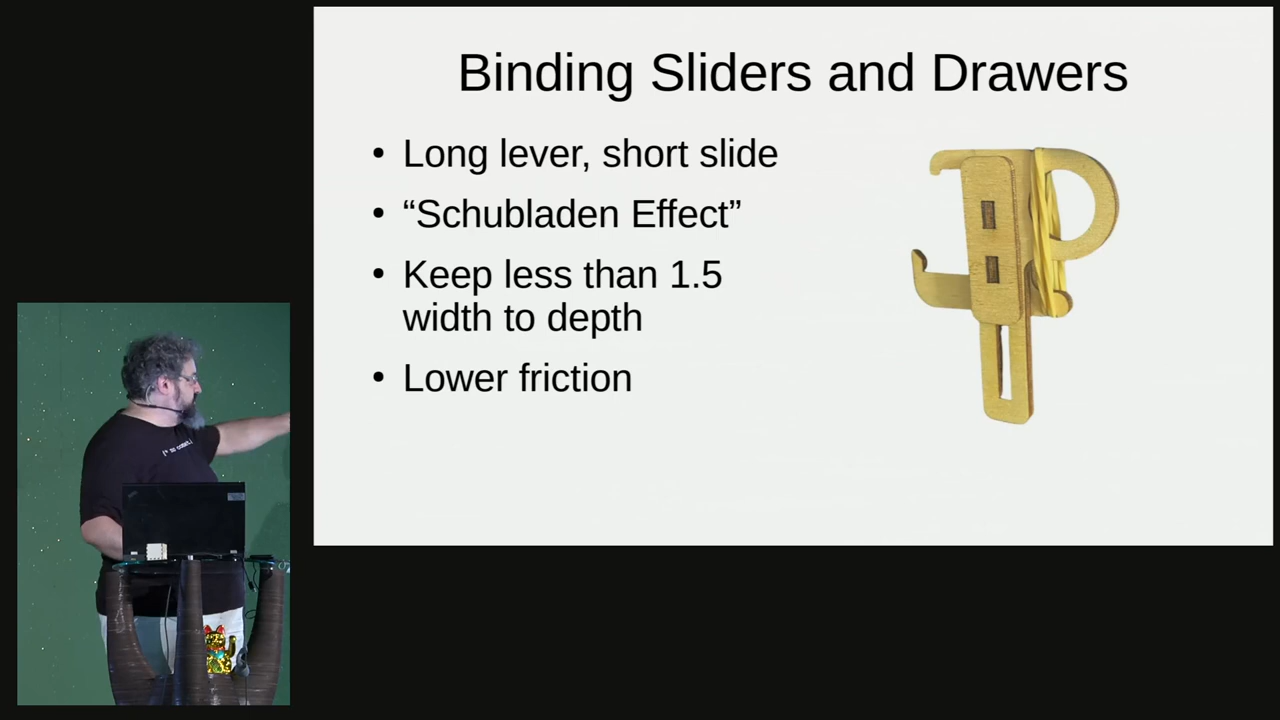 Binding Sliders and Drawers
• Long lever, short slide
• “Schubladen Effect”
• Keep less than 1.5
width to depth
• Lower friction